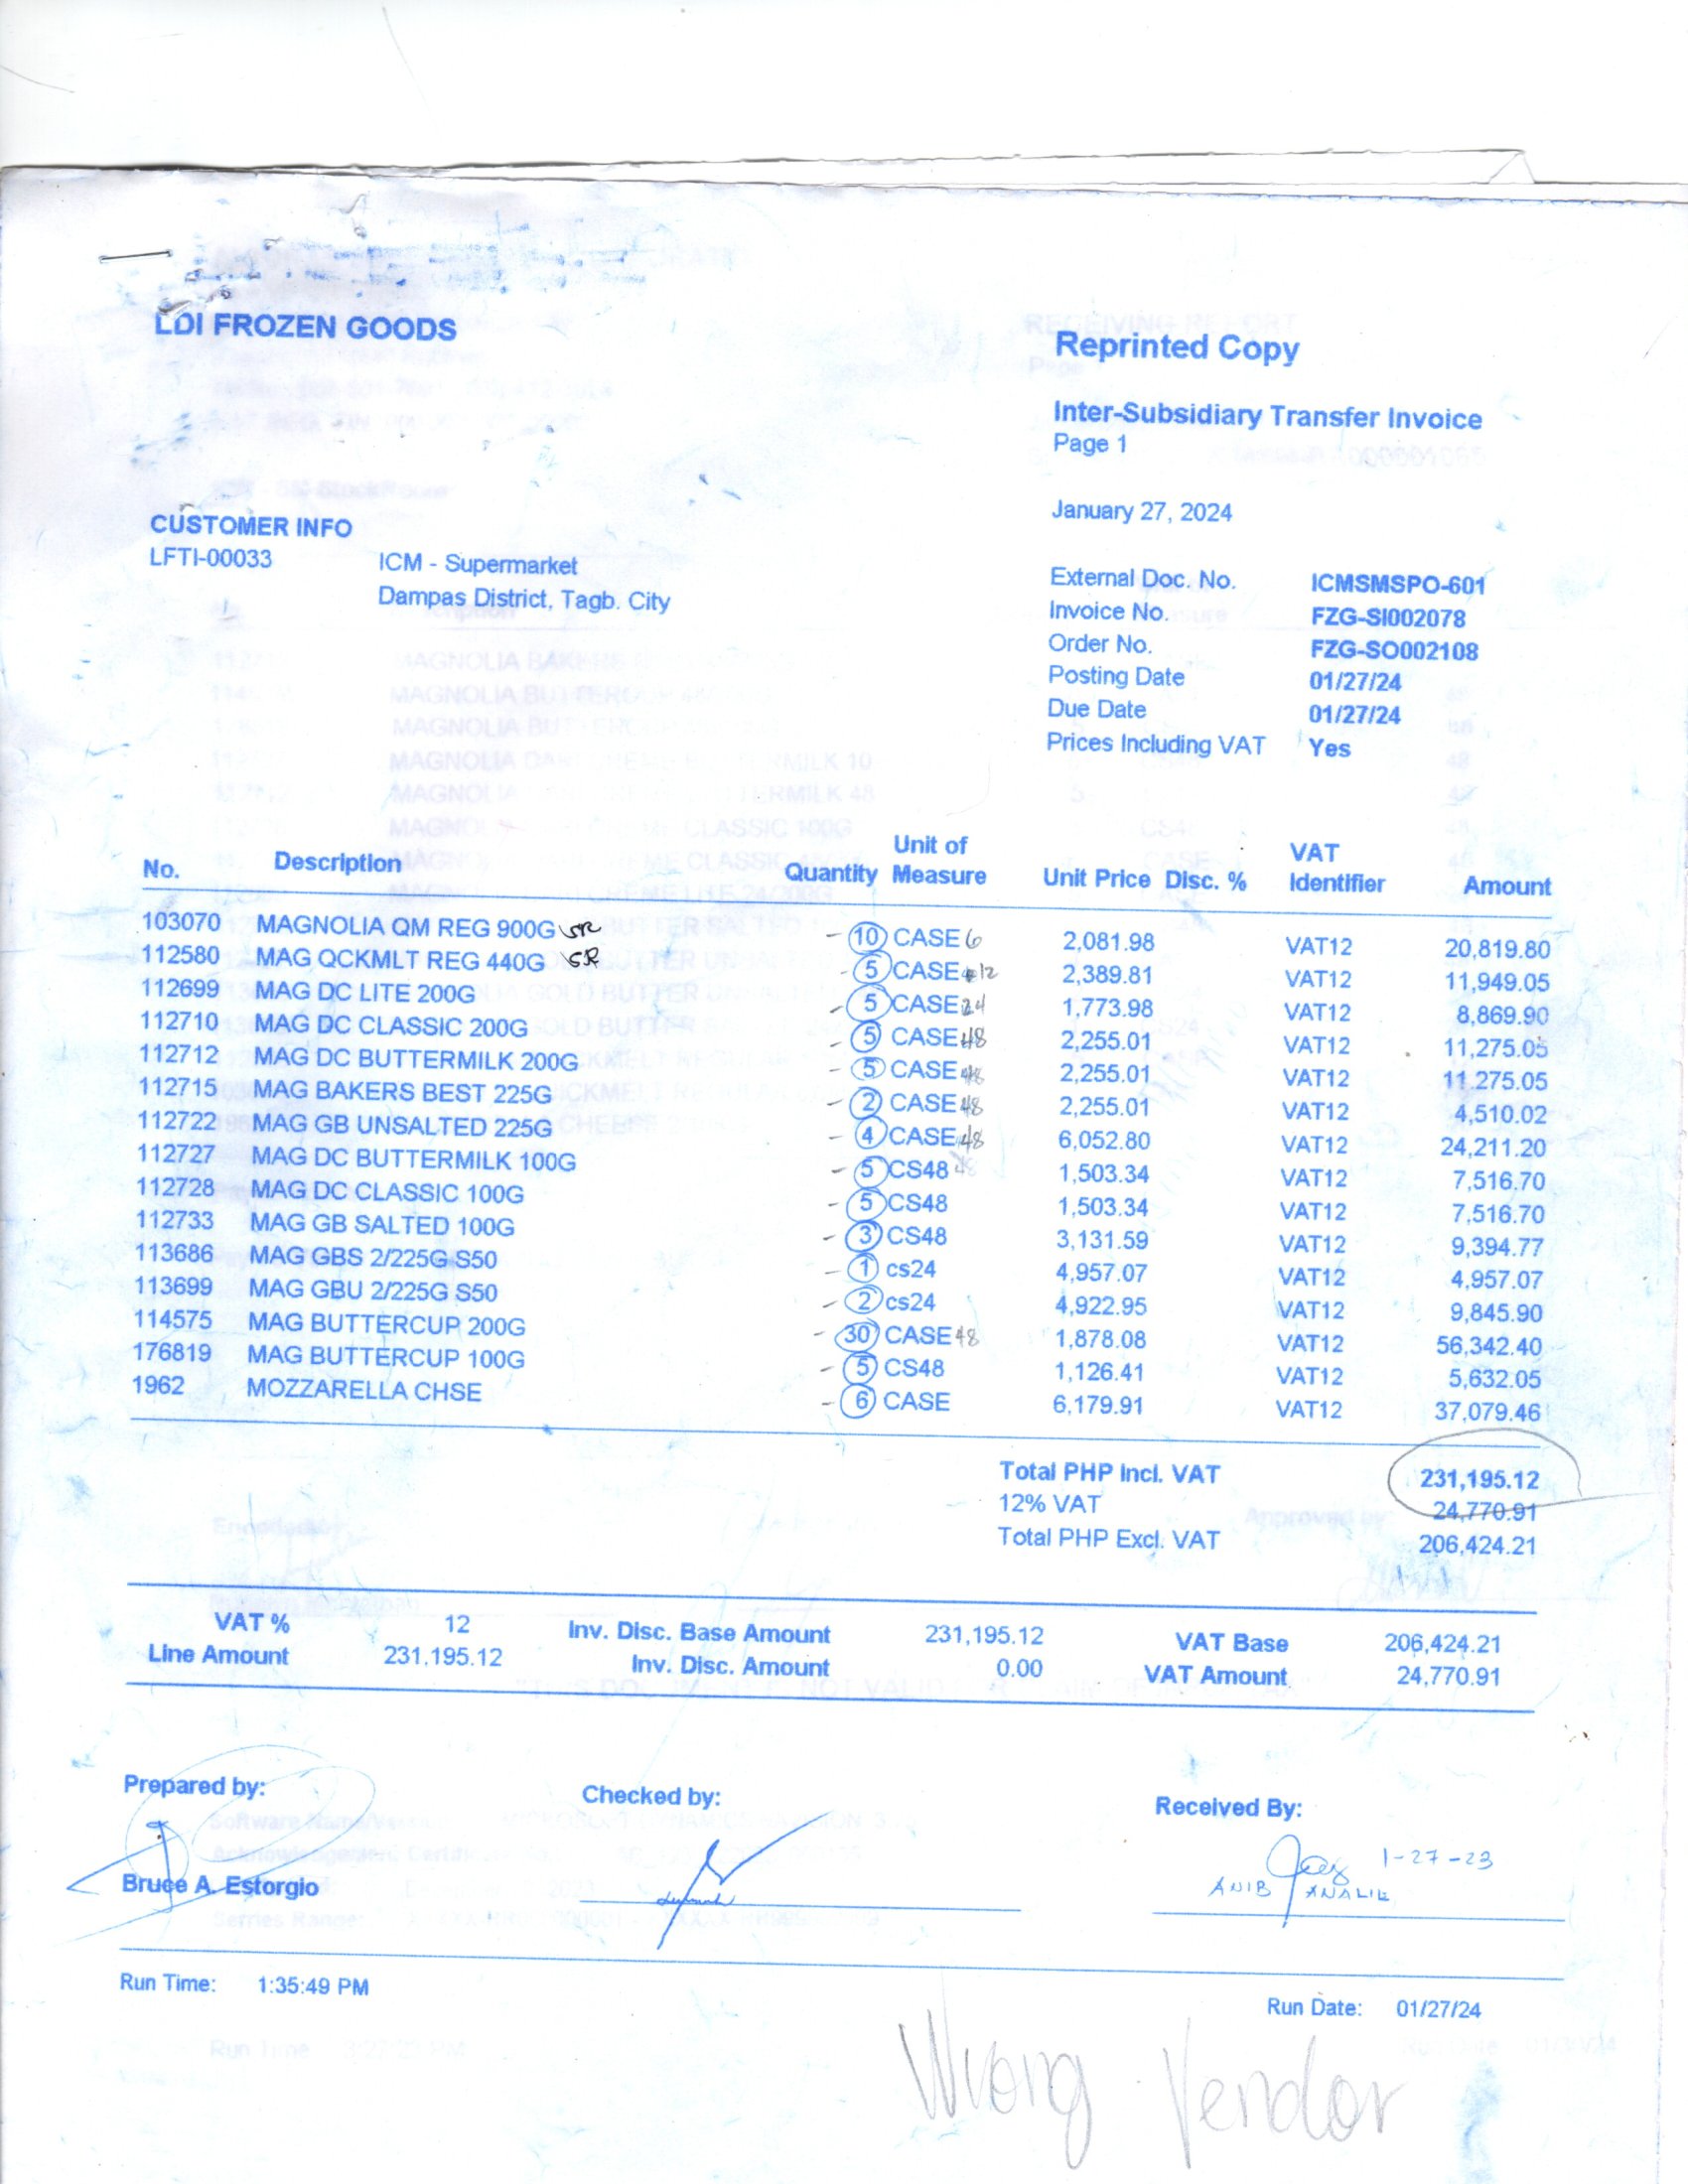 LDI FROZEN GOODS
Reprinted Copy
Inter-Subsidiary Transfer Invoice
Page 1
January 27, 2024
CUSTOMER INFO
LFTI-00033 ICM - Supermarket
Dampas District, Tagb. City
External Doc. No. ICMSMSPO-601
Invoice No. FZG-SI002078
Order No. FZG-SO002108
Posting Date 01/27/24
Due Date 01/27/24
Prices Including VAT Yes
No. Description Quantity Unit of Measure Unit Price Disc. % VAT Identifier Amount
103070 MAGNOLIA QM REG 900G SR - 10 CASE 6 2,081.98 VAT12 20,819.80
112580 MAG QCKMLT REG 440G SR - 5 CASE 12 2,389.81 VAT12 11,949.05
112699 MAG DC LITE 200G - 5 CASE 24 1,773.98 VAT12 8,869.90
112710 MAG DC CLASSIC 200G - 5 CASE 48 2,255.01 VAT12 11,275.05
112712 MAG DC BUTTERMILK 200G - 5 CASE 48 2,255.01 VAT12 11,275.05
112715 MAG BAKERS BEST 225G - 2 CASE 48 2,255.01 VAT12 4,510.02
112722 MAG GB UNSALTED 225G - 4 CASE 48 6,052.80 VAT12 24,211.20
112727 MAG DC BUTTERMILK 100G - 5 CS48 48 1,503.34 VAT12 7,516.70
112728 MAG DC CLASSIC 100G - 5 CS48 1,503.34 VAT12 7,516.70
112733 MAG GB SALTED 100G - 3 CS48 3,131.59 VAT12 9,394.77
113686 MAG GBS 2/225G S50 - 1 cs24 4,957.07 VAT12 4,957.07
113699 MAG GBU 2/225G S50 - 2 cs24 4,922.95 VAT12 9,845.90
114575 MAG BUTTERCUP 200G - 30 CASE 48 1,878.08 VAT12 56,342.40
176819 MAG BUTTERCUP 100G - 5 CS48 1,126.41 VAT12 5,632.05
1962 MOZZARELLA CHSE - 6 CASE 6,179.91 VAT12 37,079.46
Total PHP Incl. VAT 231,195.12
12% VAT 24,770.91
Total PHP Excl. VAT 206,424.21
VAT % 12 Inv. Disc. Base Amount 231,195.12 VAT Base 206,424.21
Line Amount 231,195.12 Inv. Disc. Amount 0.00 VAT Amount 24,770.91
Prepared by: Checked by: Received By:
1-27-23
Bruce A. Estorgio ANIB ANALIE
Run Time: 1:35:49 PM
Run Date: 01/27/24
Wrong Vendor